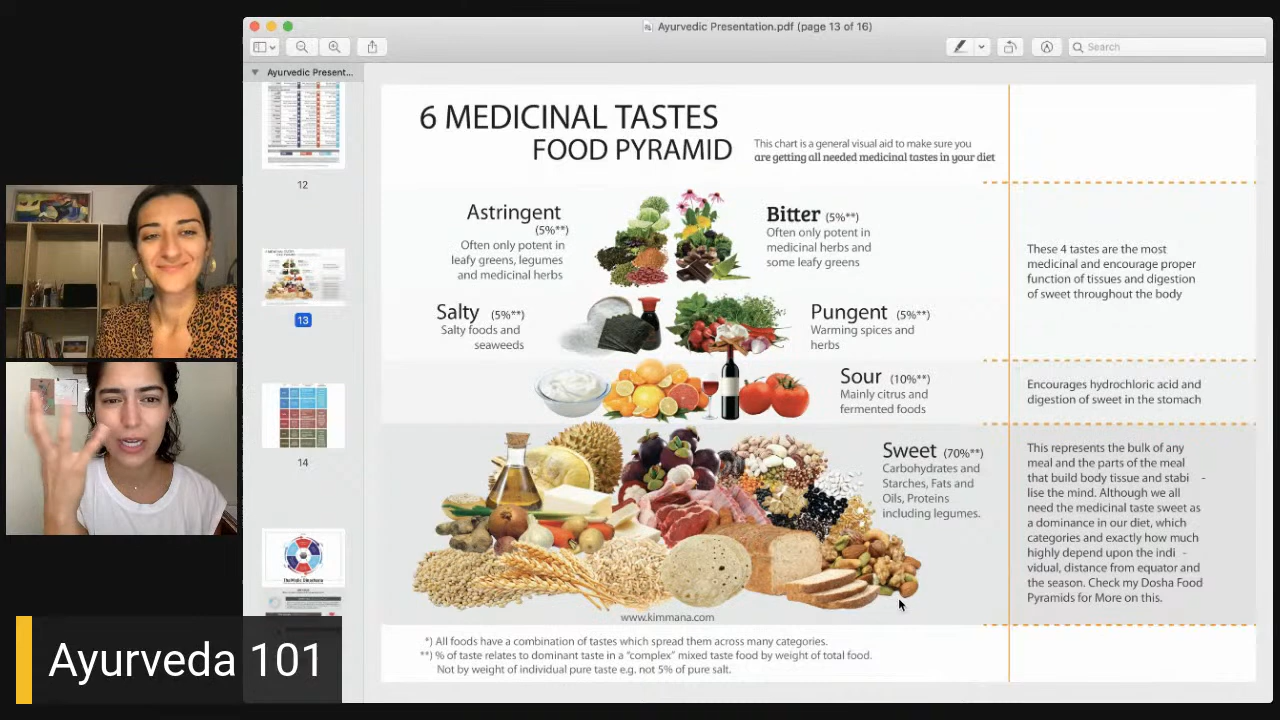 Ayurvedic Presentation.pdf (page 13 of 16)
Search
Ayurvedic Present...
12
13
14
6 MEDICINAL TASTES
FOOD PYRAMID
This chart is a general visual aid to make sure you
are getting all needed medicinal tastes in your diet
Astringent
(5%**)
Often only potent in
leafy greens, legumes
and medicinal herbs
Bitter (5%**)
Often only potent in
medicinal herbs and
some leafy greens
These 4 tastes are the most
medicinal and encourage proper
function of tissues and digestion
of sweet throughout the body
Salty (5%**)
Salty foods and
seaweeds
Pungent (5%**)
Warming spices and
herbs
Sour (10%**)
Mainly citrus and
fermented foods
Encourages hydrochloric acid and
digestion of sweet in the stomach
Sweet (70%**)
Carbohydrates and
Starches, Fats and
Oils, Proteins
including legumes.
This represents the bulk of any
meal and the parts of the meal
that build body tissue and stabi -
lise the mind. Although we all
need the medicinal taste sweet as
a dominance in our diet, which
categories and exactly how much
highly depend upon the indi -
vidual, distance from equator and
the season. Check my Dosha Food
Pyramids for More on this.
www.kimmana.com
*) All foods have a combination of tastes which spread them across many categories.
**) % of taste relates to dominant taste in a "complex" mixed taste food by weight of total food.
Not by weight of individual pure taste e.g. not 5% of pure salt.
Ayurveda 101